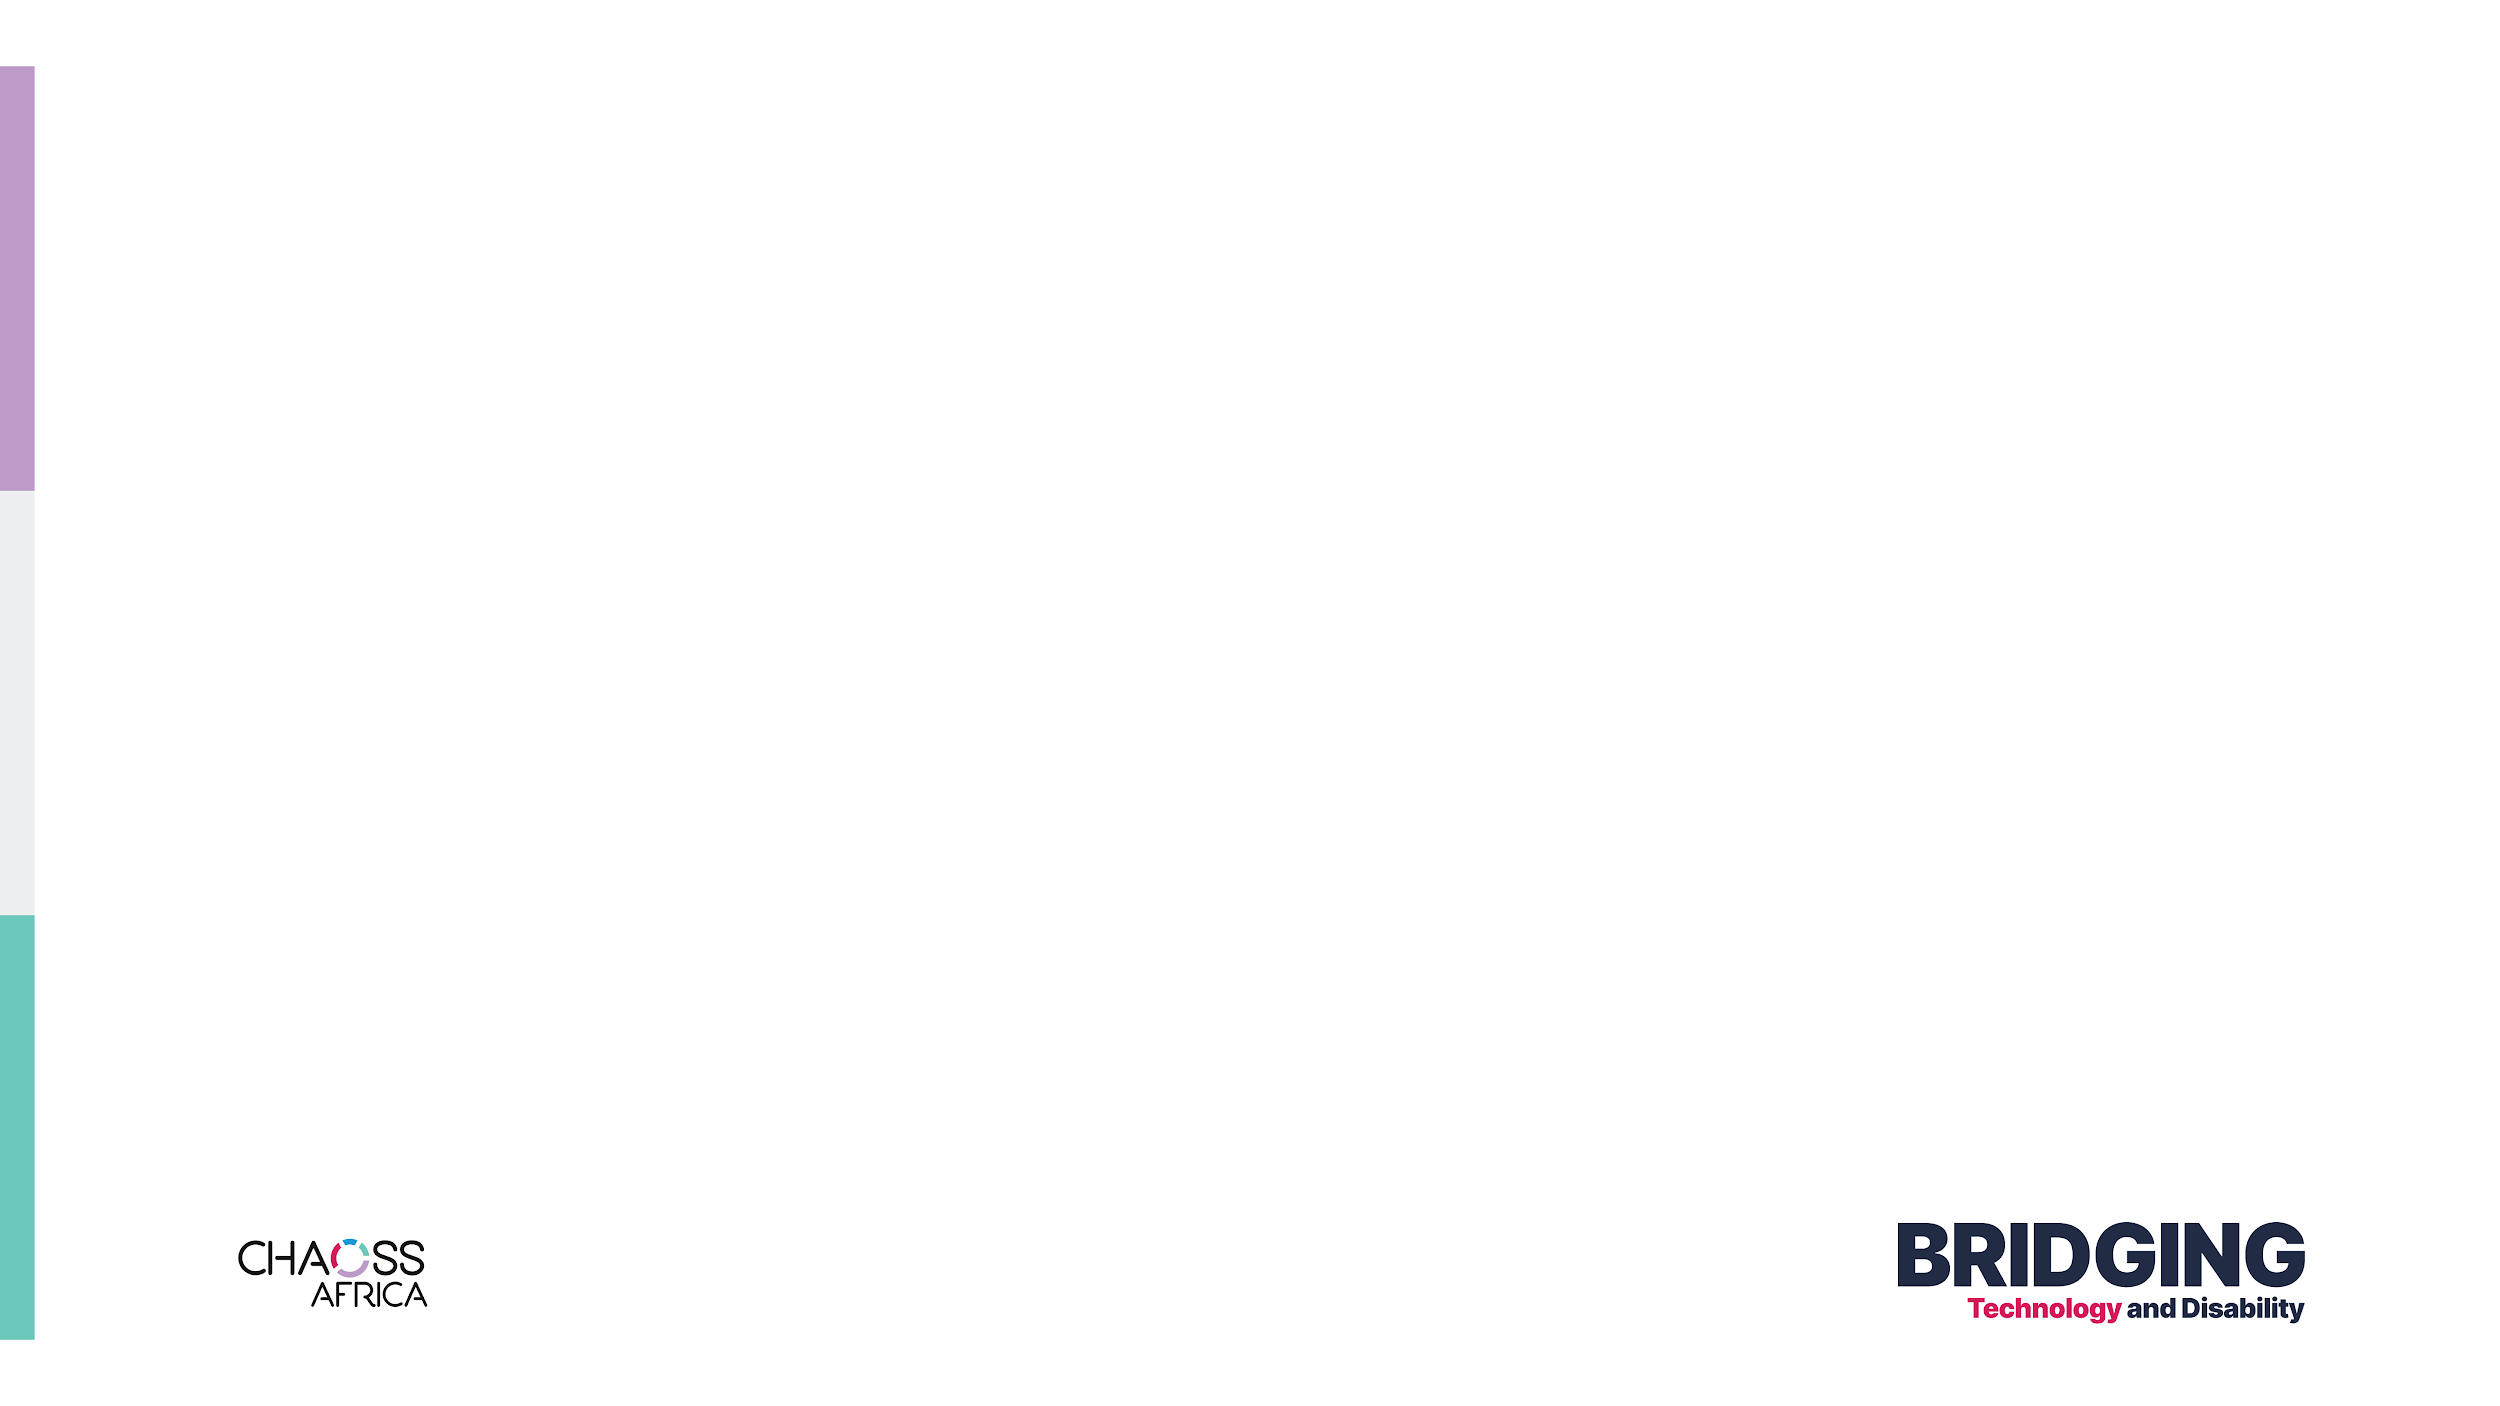 CHAOSS
AFRICA
BRIDGING
Technology and Disability